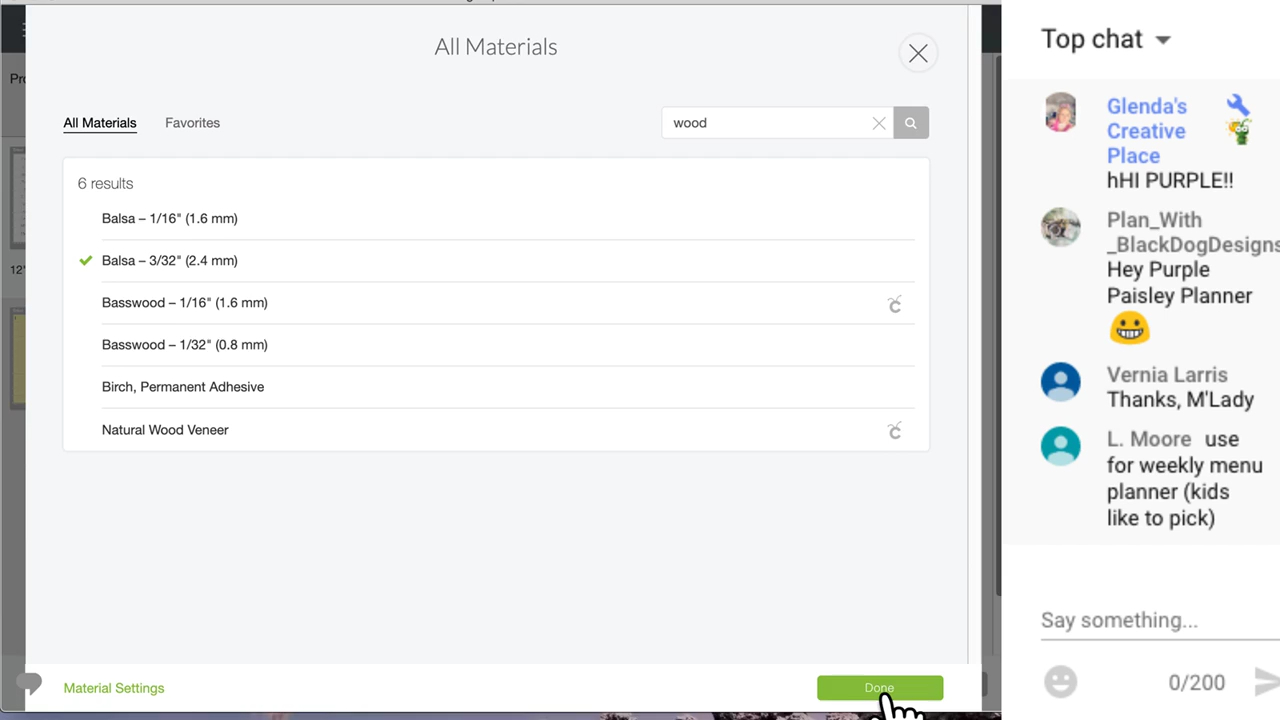 All Materials
All Materials
Favorites
wood
6 results
Balsa – 1/16" (1.6 mm)
Balsa – 3/32" (2.4 mm)
Basswood – 1/16" (1.6 mm)
Basswood – 1/32" (0.8 mm)
Birch, Permanent Adhesive
Natural Wood Veneer
Material Settings
Done
Pro
12"
Top chat
Glenda's
Creative
Place
hHI PURPLE!!
Plan_With
_BlackDogDesigns
Hey Purple
Paisley Planner
Vernia Larris
Thanks, M'Lady
L. Moore use
for weekly menu
planner (kids
like to pick)
Say something...
0/200